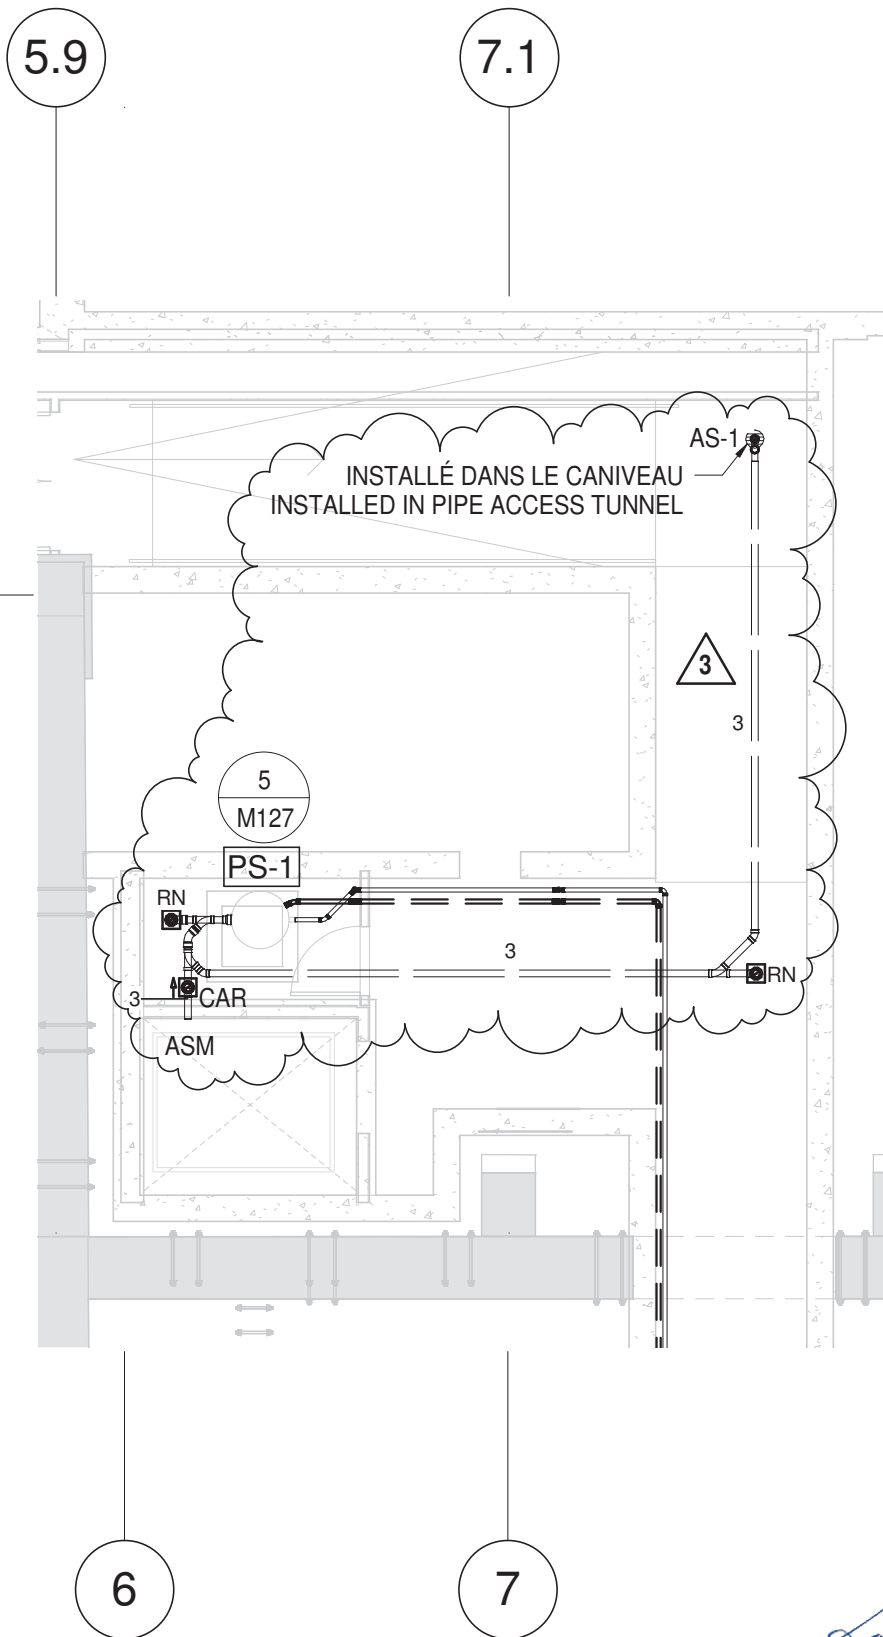 5.9
7.1
AS-1
INSTALLÉ DANS LE CANIVEAU
INSTALLED IN PIPE ACCESS TUNNEL
3
3
5
M127
PS-1
RN
3
RN
3
CAR
ASM
6
7